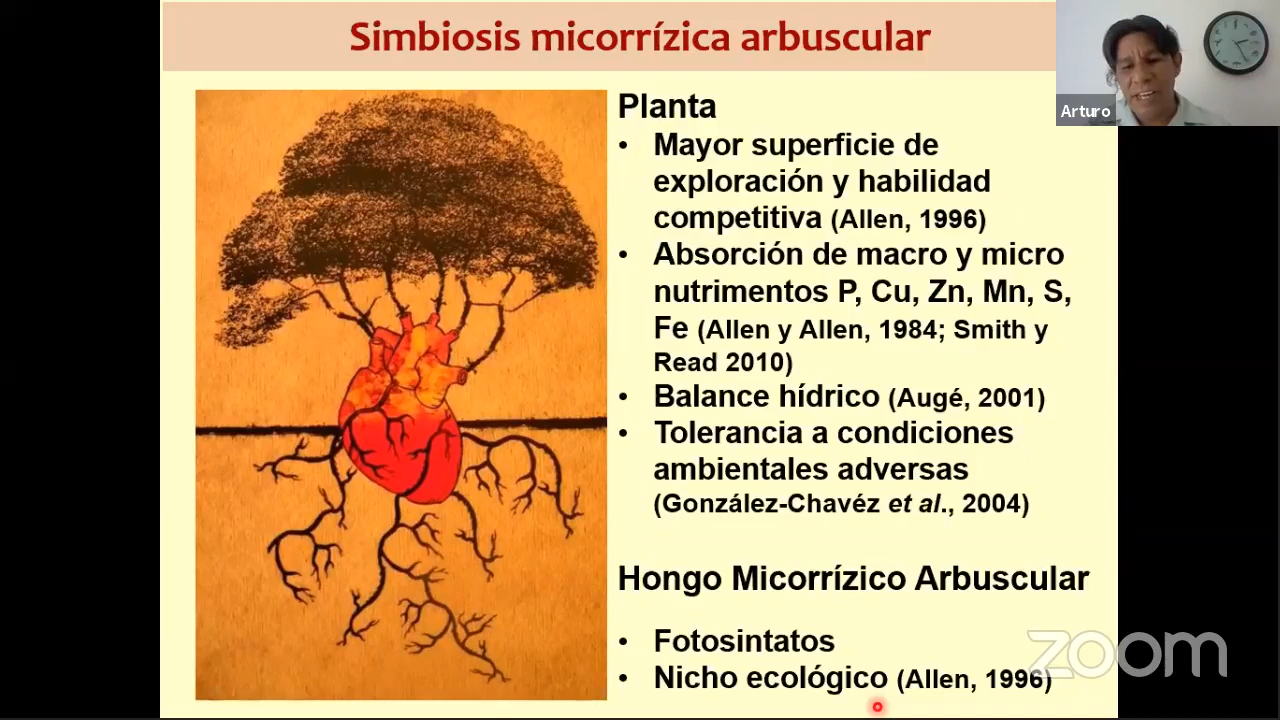 Simbiosis micorrízica arbuscular
Arturo
Planta
• Mayor superficie de
exploración y habilidad
competitiva (Allen, 1996)
• Absorción de macro y micro
nutrimentos P, Cu, Zn, Mn, S,
Fe (Allen y Allen, 1984; Smith y
Read 2010)
• Balance hídrico (Augé, 2001)
• Tolerancia a condiciones
ambientales adversas
(González-Chavéz et al., 2004)
Hongo Micorrízico Arbuscular
• Fotosintatos
• Nicho ecológico (Allen, 1996)
zoom